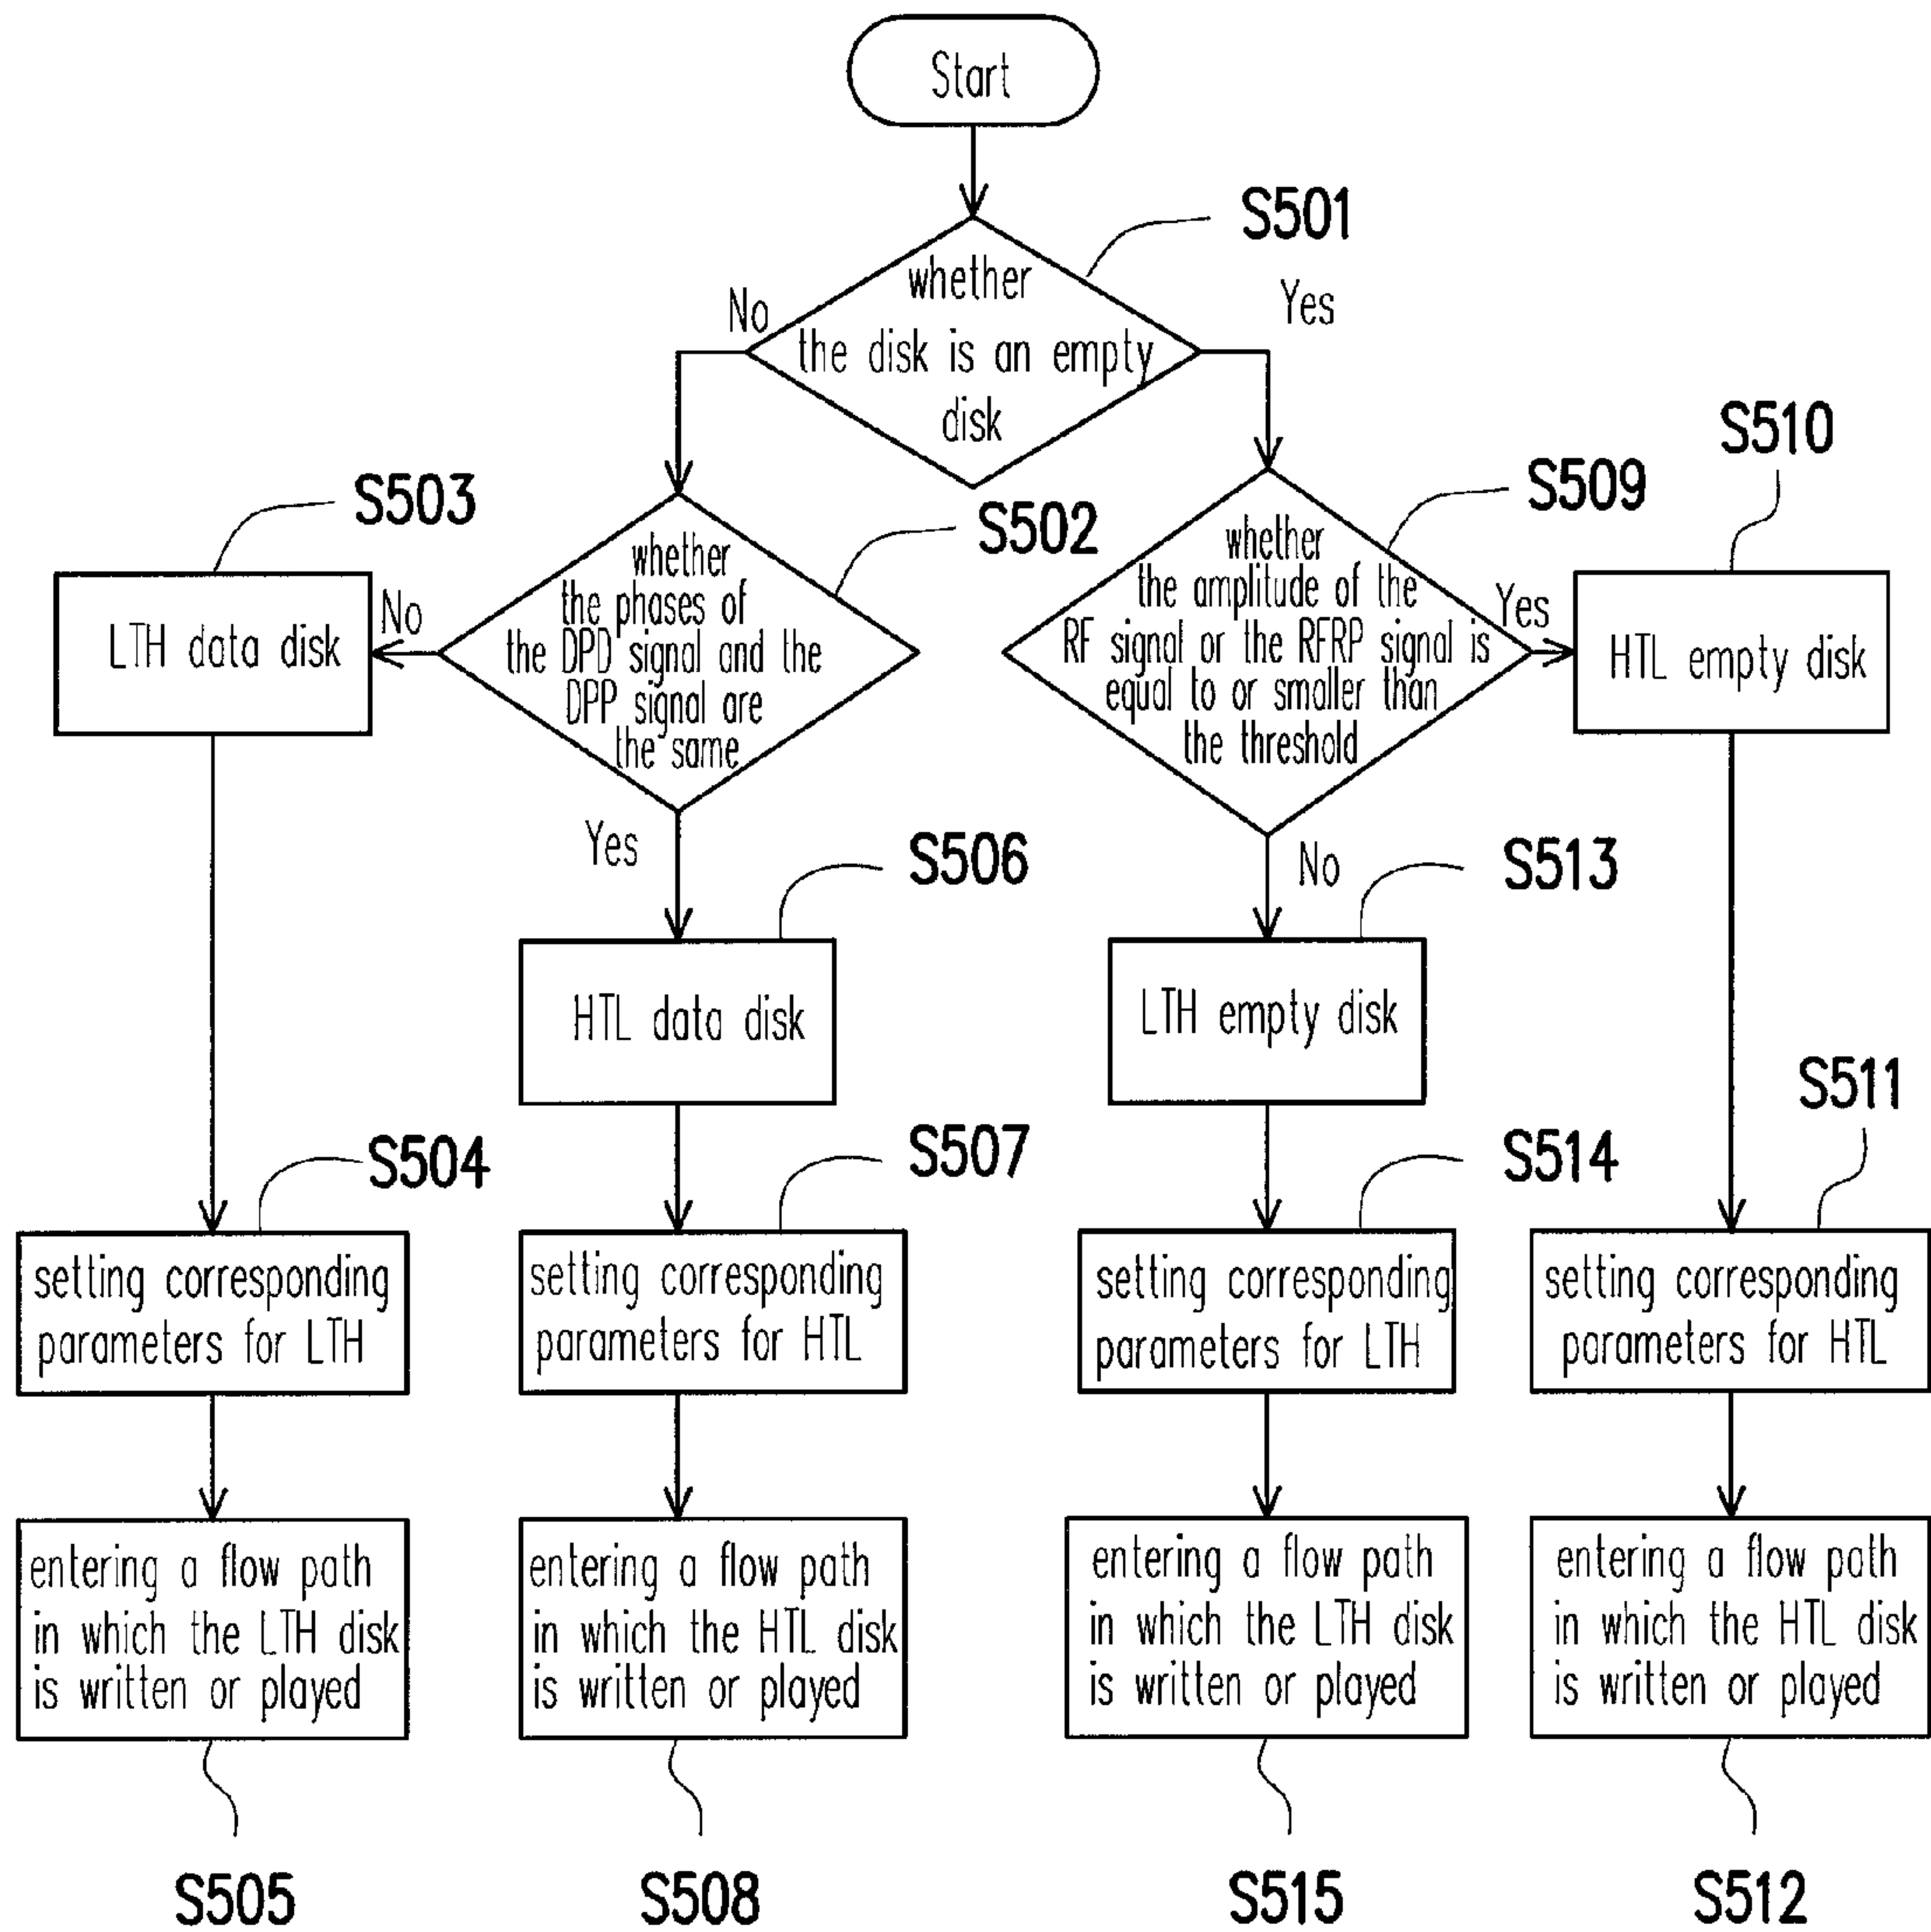 Start
S501
whether
the disk is an empty
disk
No
Yes
S503
S502
S509
S510
LTH data disk
No
whether
the phases of
the DPD signal and the
DPP signal are
the same
whether
the amplitude of the
RF signal or the RFRP signal is
equal to or smaller than
the threshold
Yes
HTL empty disk
Yes
S506
No
S513
HTL data disk
LTH empty disk
S504
S507
S514
S511
setting corresponding
parameters for LTH
setting corresponding
parameters for HTL
setting corresponding
parameters for LTH
setting corresponding
parameters for HTL
entering a flow path
in which the LTH disk
is written or played
entering a flow path
in which the HTL disk
is written or played
entering a flow path
in which the LTH disk
is written or played
entering a flow path
in which the HTL disk
is written or played
S505
S508
S515
S512